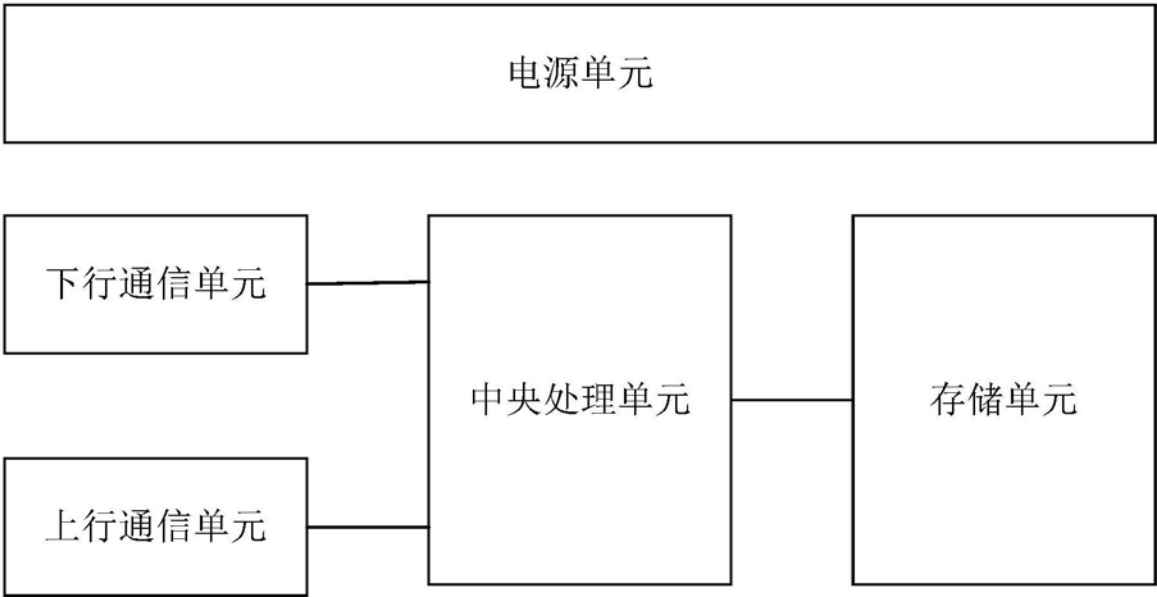 电源单元
下行通信单元
中央处理单元
存储单元
上行通信单元